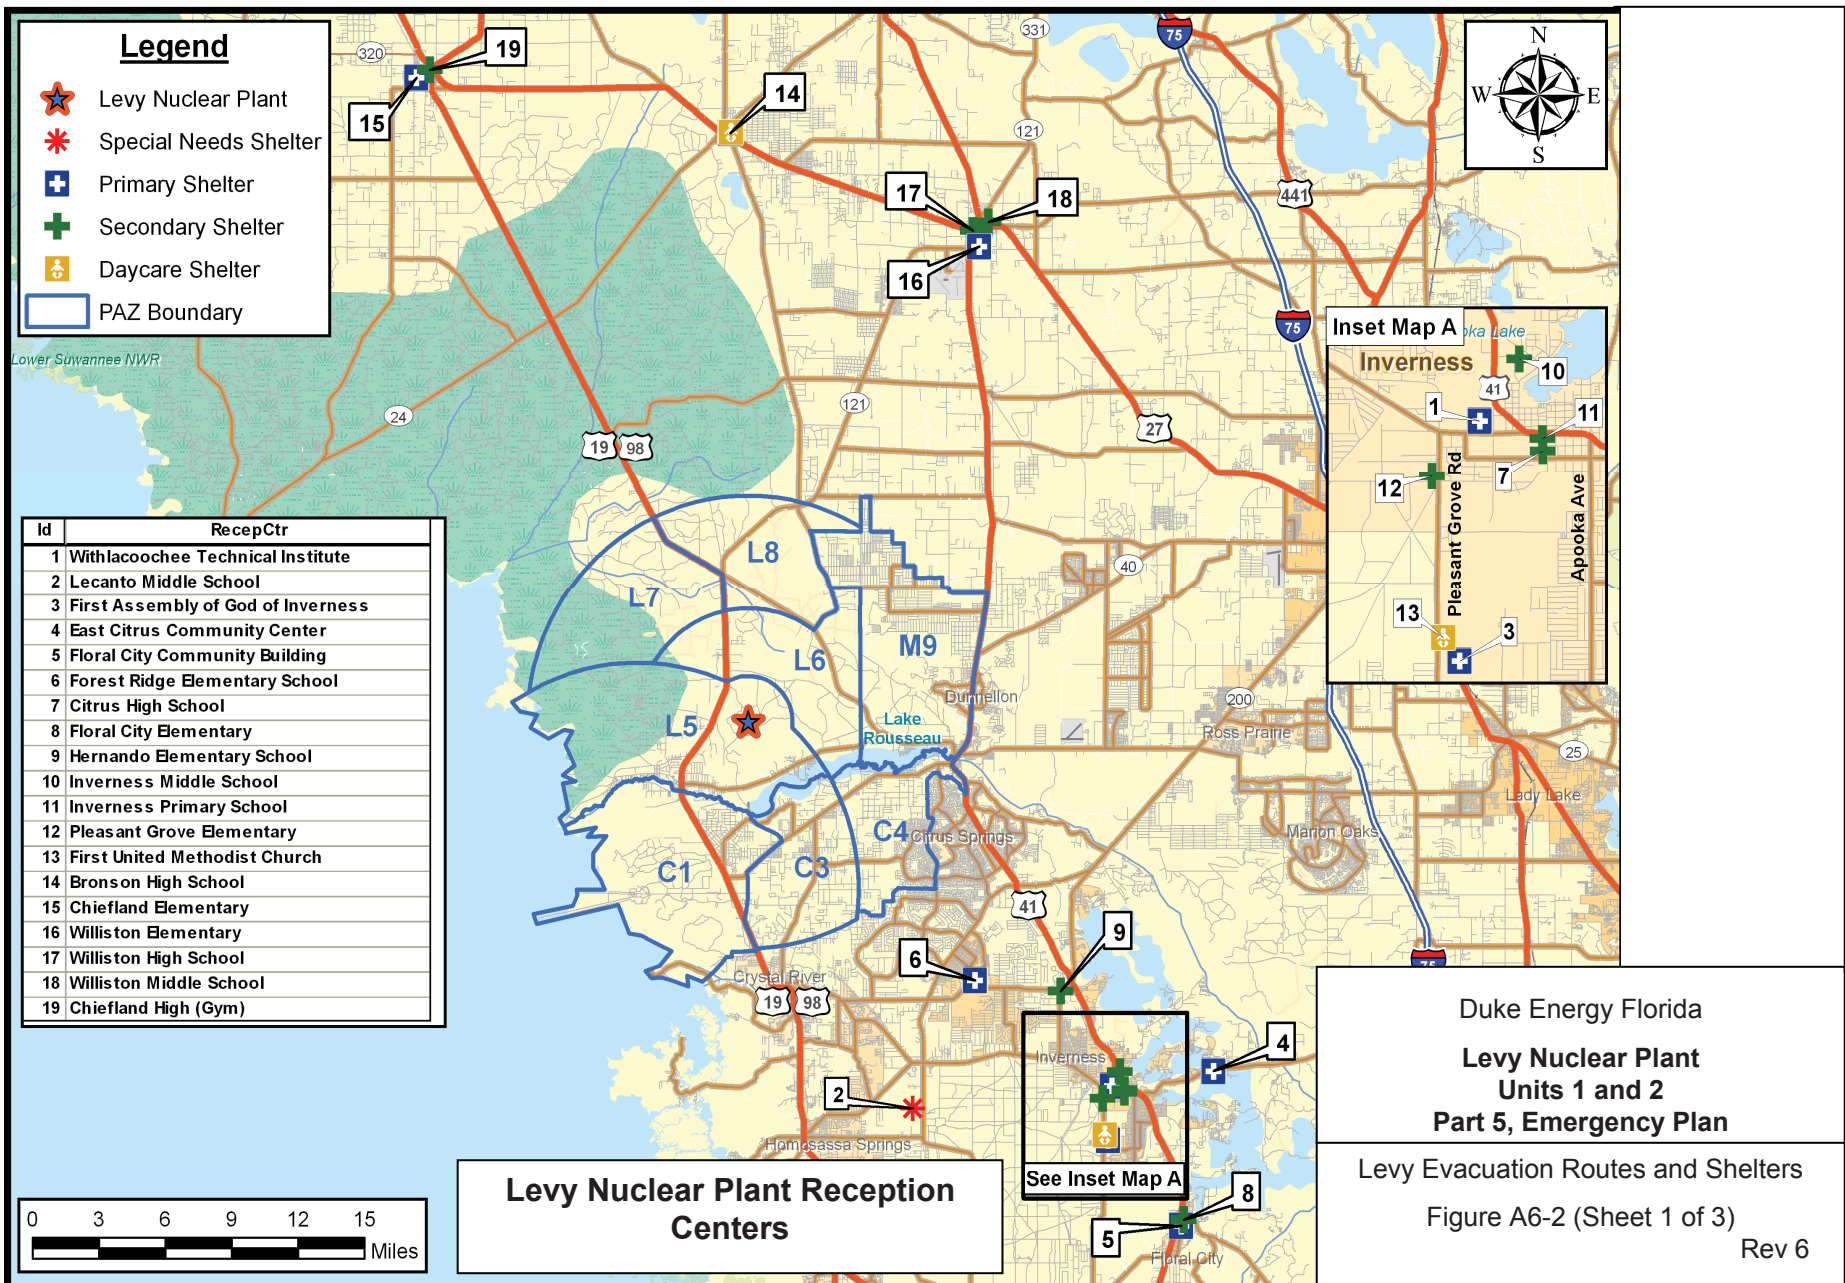 Legend
Levy Nuclear Plant
Special Needs Shelter
Primary Shelter
Secondary Shelter
Daycare Shelter
PAZ Boundary
320
19
15
14
331
75
121
17
18
16
441
75
N
W E
S
Inset Map A
oka Lake
Inverness
10
41
1
11
12
7
Pleasant Grove Rd
Apooka Ave
13
3
Lower Suwannee NWR
24
19 98
121
27
Id RecepCtr
1 Withlacoochee Technical Institute
2 Lecanto Middle School
3 First Assembly of God of Inverness
4 East Citrus Community Center
5 Floral City Community Building
6 Forest Ridge Elementary School
7 Citrus High School
8 Floral City Elementary
9 Hernando Elementary School
10 Inverness Middle School
11 Inverness Primary School
12 Pleasant Grove Elementary
13 First United Methodist Church
14 Bronson High School
15 Chiefland Elementary
16 Williston Elementary
17 Williston High School
18 Williston Middle School
19 Chiefland High (Gym)
L8
L7
40
L6
M9
Dunnellon
200
L5
Lake
Rousseau
Ross Prairie
25
Lady Lake
C4
Citrus Springs
Marion Oaks
C1
C3
41
9
6
75
Crystal River
19 98
Inverness
4
2
Homosassa Springs
See Inset Map A
8
5
Floral City
0 3 6 9 12 15
Miles
Levy Nuclear Plant Reception
Centers
Duke Energy Florida
Levy Nuclear Plant
Units 1 and 2
Part 5, Emergency Plan
Levy Evacuation Routes and Shelters
Figure A6-2 (Sheet 1 of 3)
Rev 6